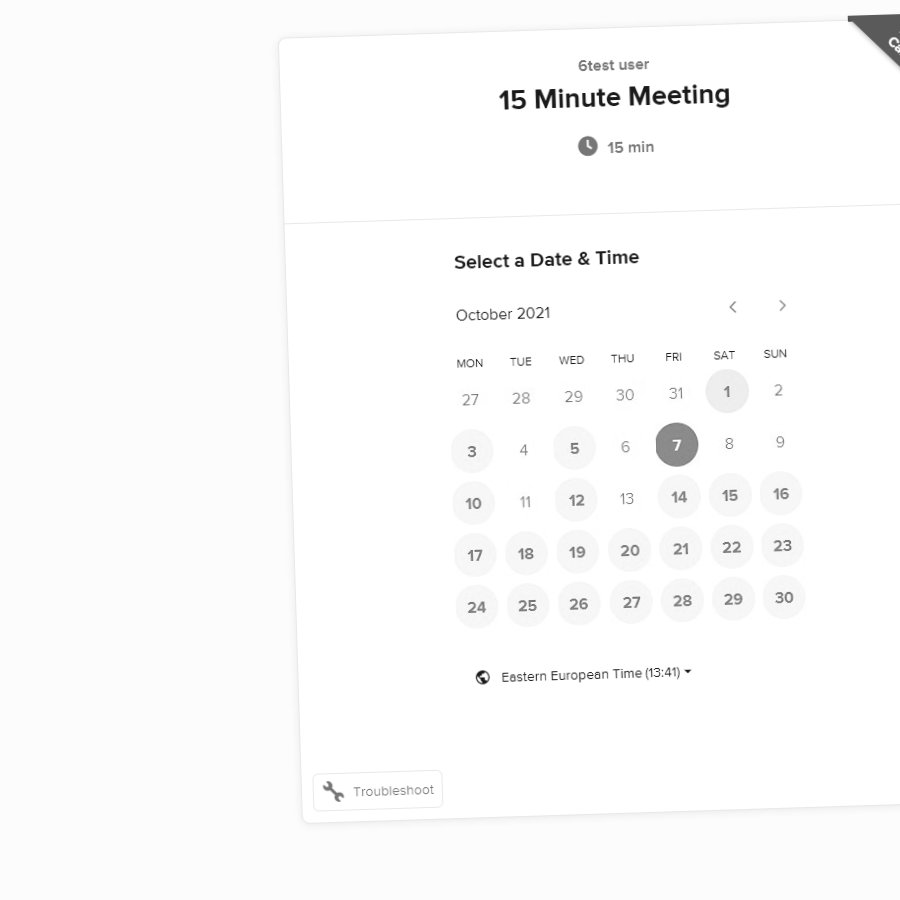 6test user
15 Minute Meeting
15 min
Select a Date & Time
October 2021
MON TUE WED THU FRI SAT SUN
27 28 29 30 31 1 2
3 4 5 6 7 8 9
10 11 12 13 14 15 16
17 18 19 20 21 22 23
24 25 26 27 28 29 30
Eastern European Time (13:41)
Troubleshoot